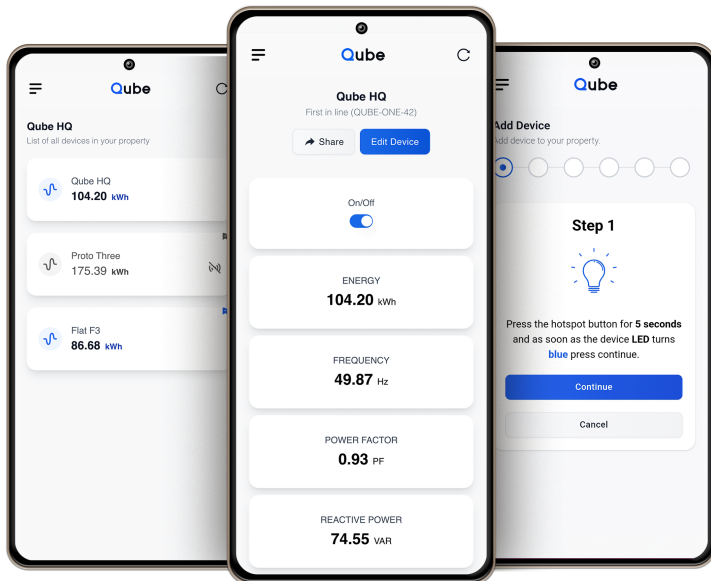 Qube
Qube HQ
List of all devices in your property
Qube HQ
104.20 kWh
Proto Three
175.39 kWh
Flat F3
86.68 kWh
Qube
Qube HQ
First in line (QUBE-ONE-42)
Share
Edit Device
On/Off
ENERGY
104.20 kWh
FREQUENCY
49.87 Hz
POWER FACTOR
0.93 PF
REACTIVE POWER
74.55 VAR
Qube
Add Device
Add device to your property.
Step 1
Press the hotspot button for 5 seconds
and as soon as the device LED turns
blue press continue.
Continue
Cancel